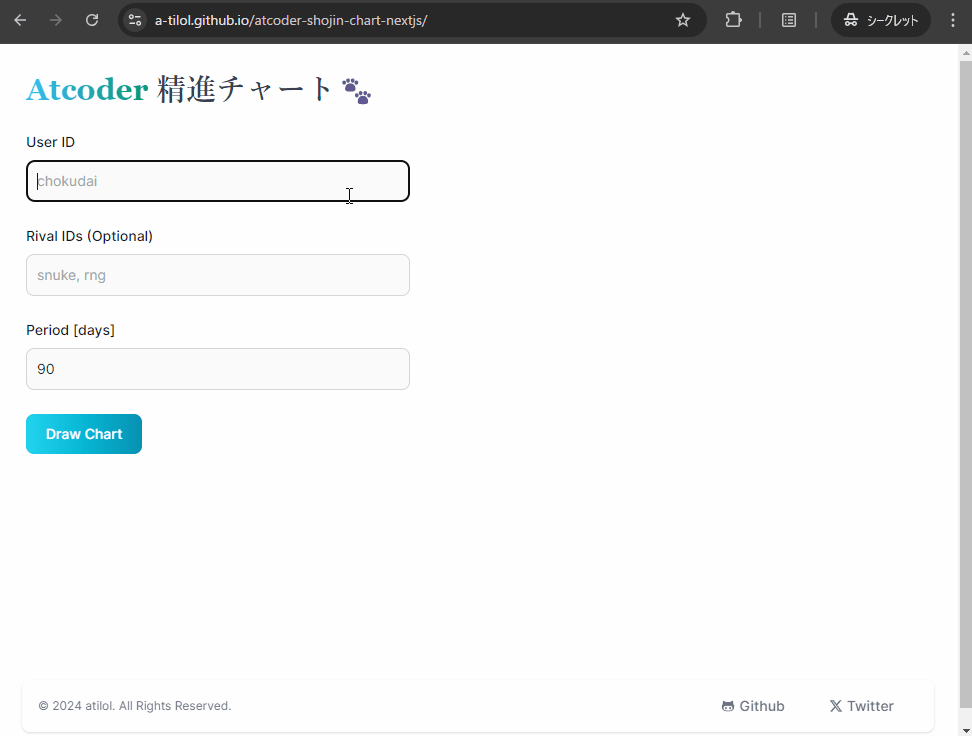 a-tilol.github.io/atcoder-shojin-chart-nextjs/
シークレット
Atcoder 精進チャート
User ID
chokudai
Rival IDs (Optional)
snuke, rng
Period [days]
90
Draw Chart
© 2024 atilol. All Rights Reserved.
Github
Twitter